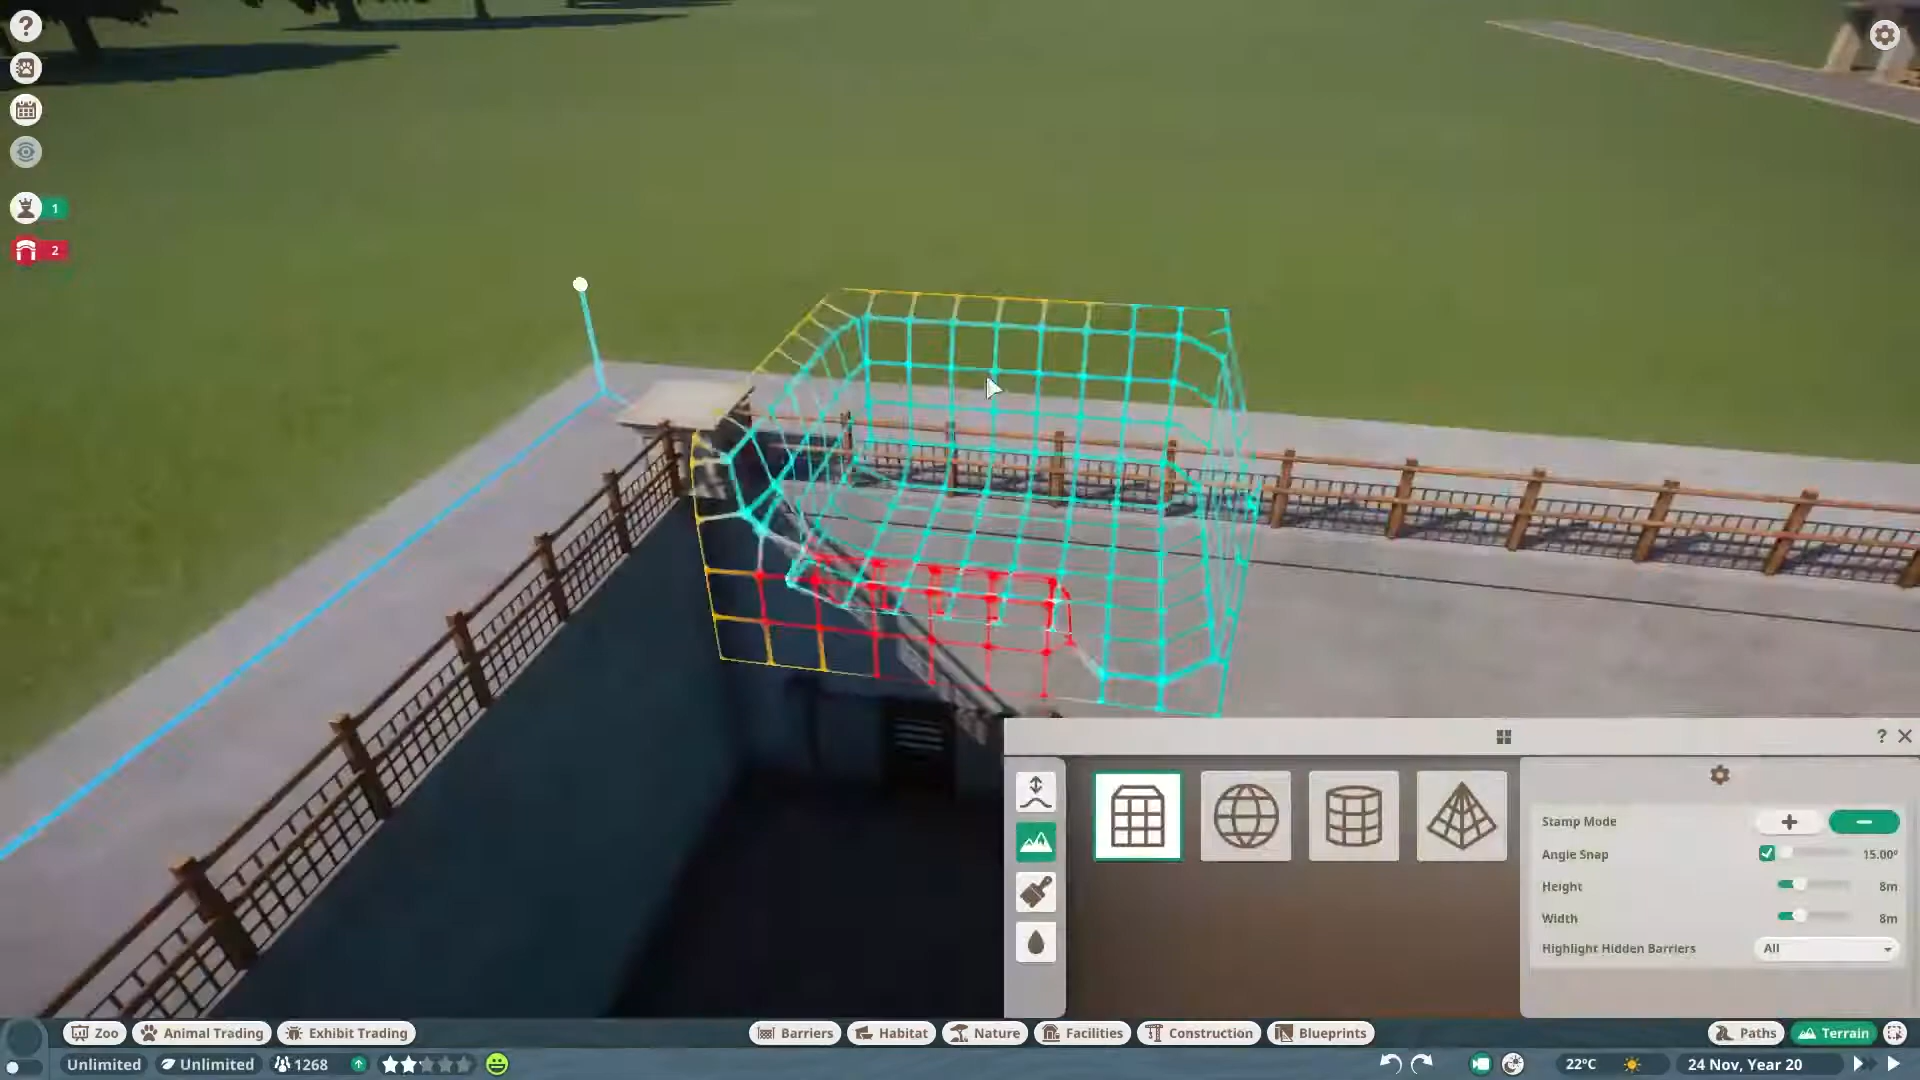 ?
1
2
? ×
Stamp Mode + −
Angle Snap 15.00°
Height 8m
Width 8m
Highlight Hidden Barriers All
Zoo Animal Trading Exhibit Trading Barriers Habitat Nature Facilities Construction Blueprints Paths Terrain
Unlimited Unlimited 1268 22°C 24 Nov, Year 20